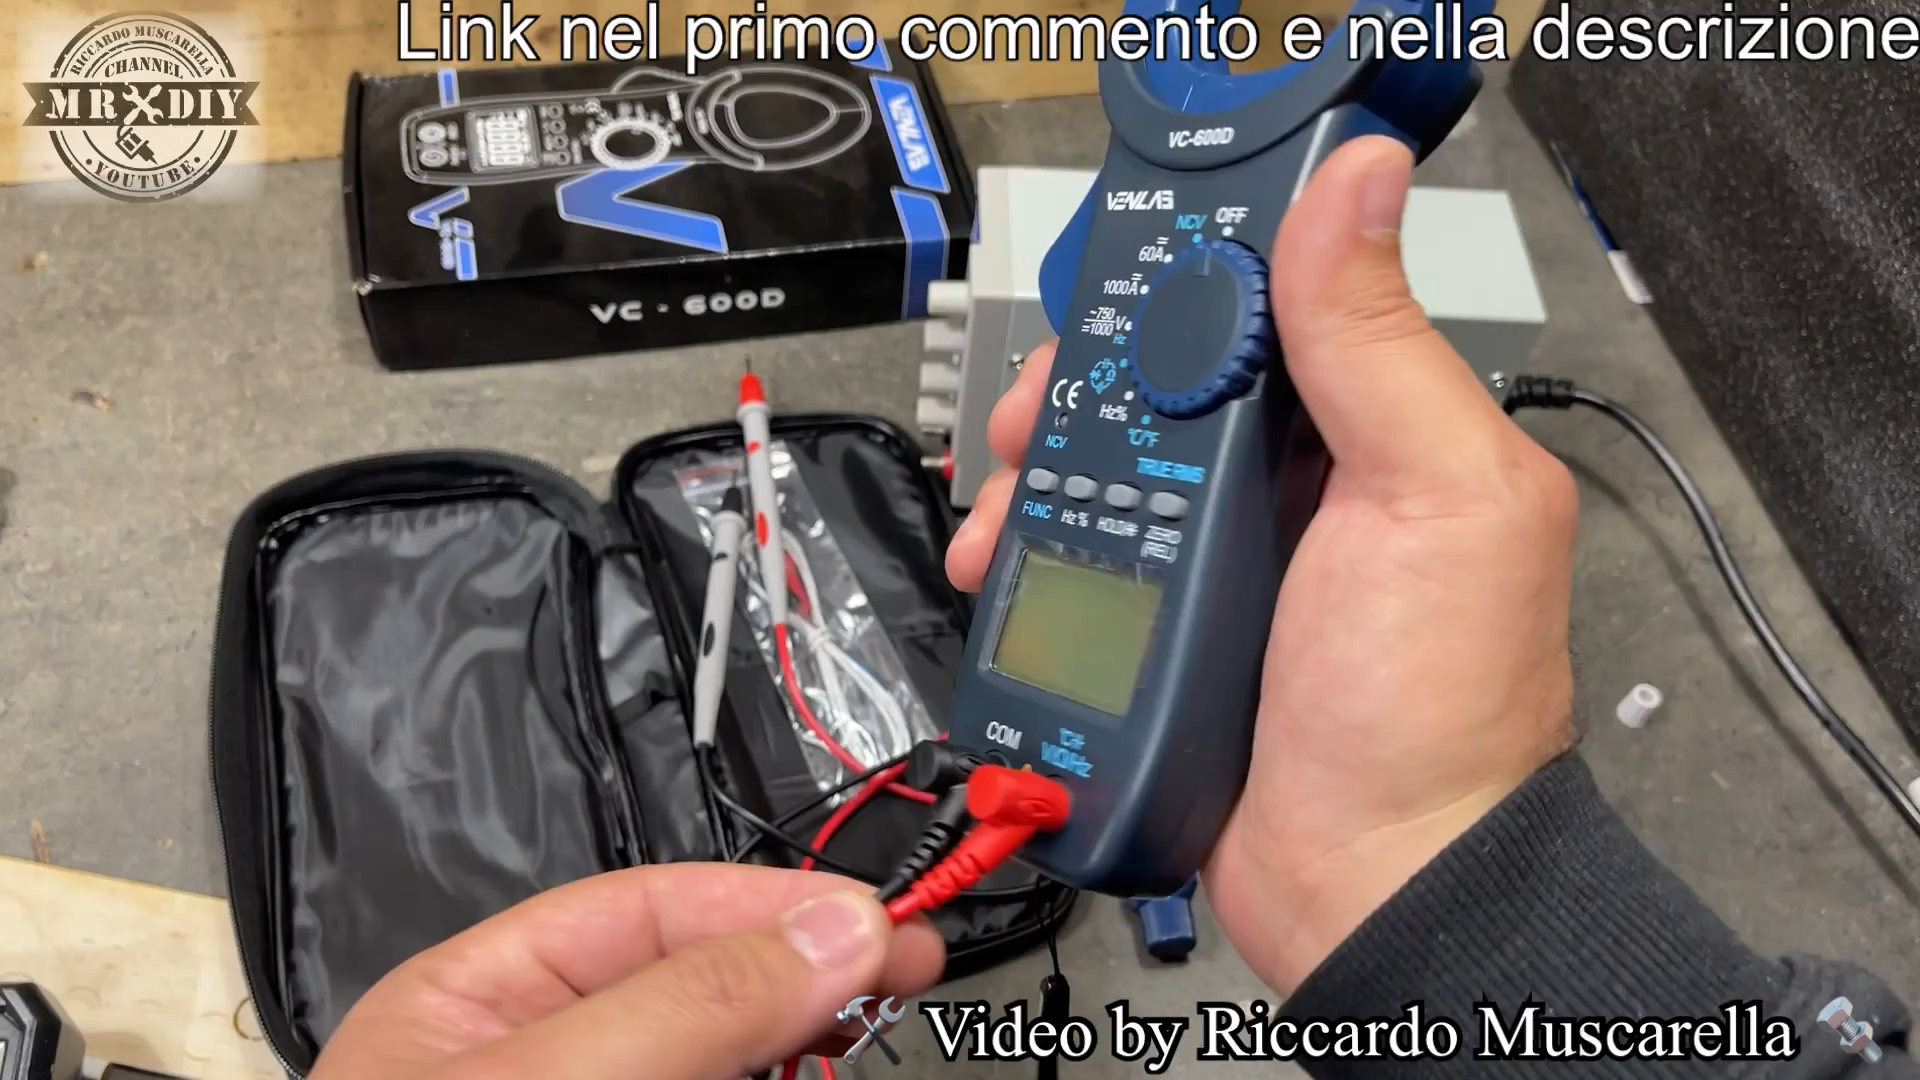 Link nel primo commento e nella descrizione
RICCARDO MUSCARELLA
CHANNEL
MR DIY
YOUTUBE
VENLAB
VC - 600D
VC-600D
VENLAB
NCV OFF
60A
1000A
~750
=1000 V
Hz
Ω
CE
Hz%
NCV
°C/°F
TRUE RMS
FUNC Hz% HOLD ZERO
(REL)
COM
Video by Riccardo Muscarella